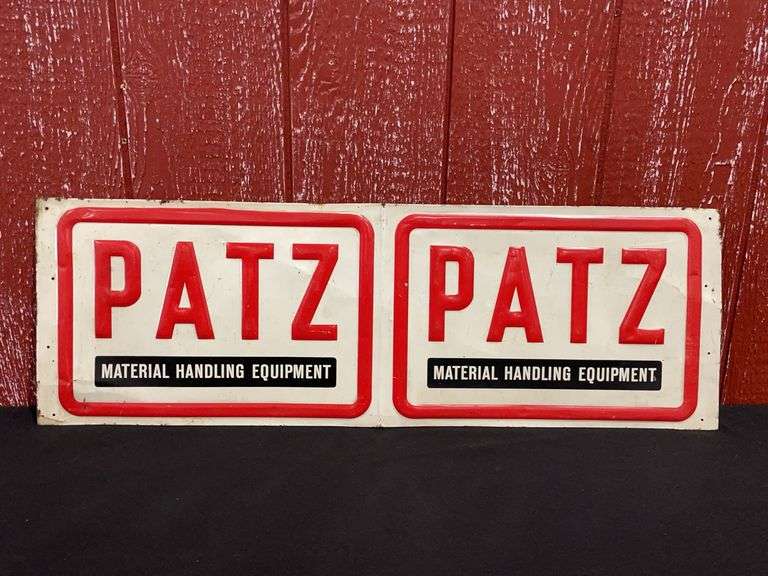 PATZ
MATERIAL HANDLING EQUIPMENT
PATZ
MATERIAL HANDLING EQUIPMENT